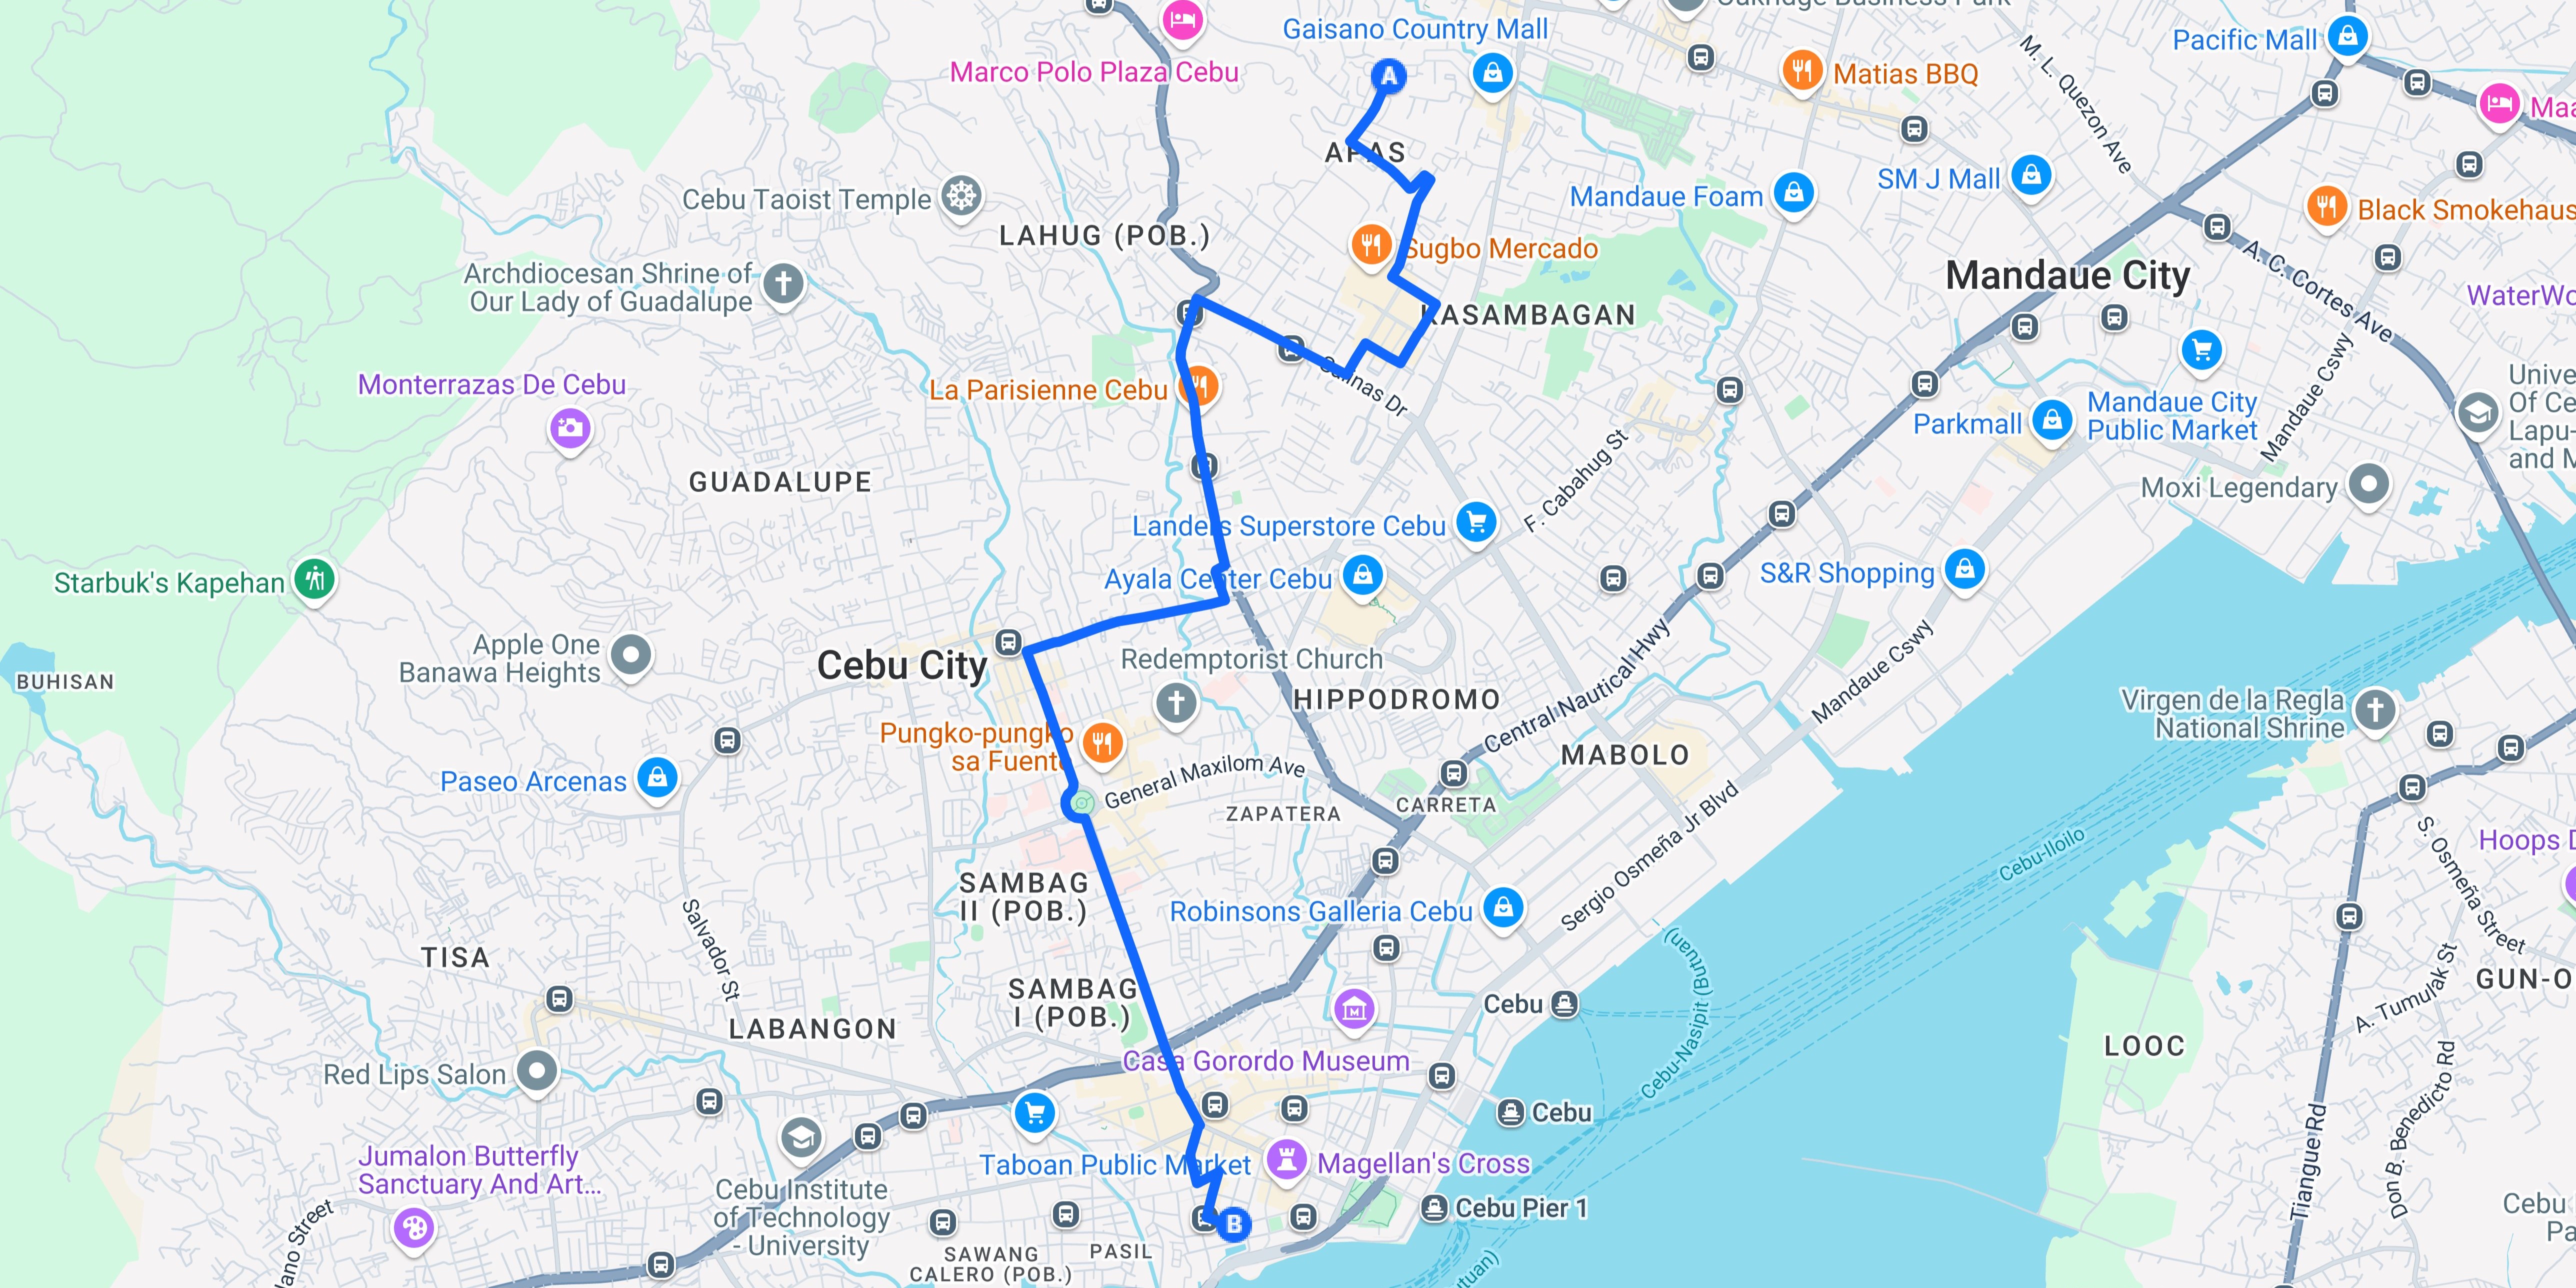 Oakridge Business Park
Gaisano Country Mall
Pacific Mall
Marco Polo Plaza Cebu
A
Matias BBQ
M. L. Quezon Ave
APAS
Cebu Taoist Temple
Mandaue Foam
SM J Mall
Black Smokehaus
LAHUG (POB.)
Sugbo Mercado
Mandaue City
A. C. Cortes Ave
Archdiocesan Shrine of
Our Lady of Guadalupe
KASAMBAGAN
WaterWo
Monterrazas De Cebu
La Parisienne Cebu
Salinas Dr
Mandaue Cswy
Parkmall
Mandaue City
Public Market
Unive
Of Ce
Lapu-
and M
GUADALUPE
F. Cabahug St
Moxi Legendary
Landers Superstore Cebu
Starbuk's Kapehan
Ayala Center Cebu
S&R Shopping
Apple One
Banawa Heights
Cebu City
Redemptorist Church
BUHISAN
HIPPODROMO
Central Nautical Hwy
Mandaue Cswy
Virgen de la Regla
National Shrine
Pungko-pungko
sa Fuente
MABOLO
Paseo Arcenas
General Maxilom Ave
ZAPATERA
CARRETA
Sergio Osmeña Jr Blvd
Cebu-Iloilo
S. Osmeña Street
Hoops D
SAMBAG
II (POB.)
Robinsons Galleria Cebu
Salvador St
TISA
Cebu-Nasipit (Butuan)
A. Tumulak St
GUN-O
SAMBAG
I (POB.)
Cebu
LABANGON
LOOC
Casa Gorordo Museum
Red Lips Salon
Don B. Benedicto Rd
Cebu
Tiangue Rd
Jumalon Butterfly
Sanctuary And Art...
Taboan Public Market
Magellan's Cross
Cebu Institute
of Technology
- University
Cebu Pier 1
B
Cebu
Pa
lano Street
SAWANG
CALERO (POB.)
PASIL
utuan)